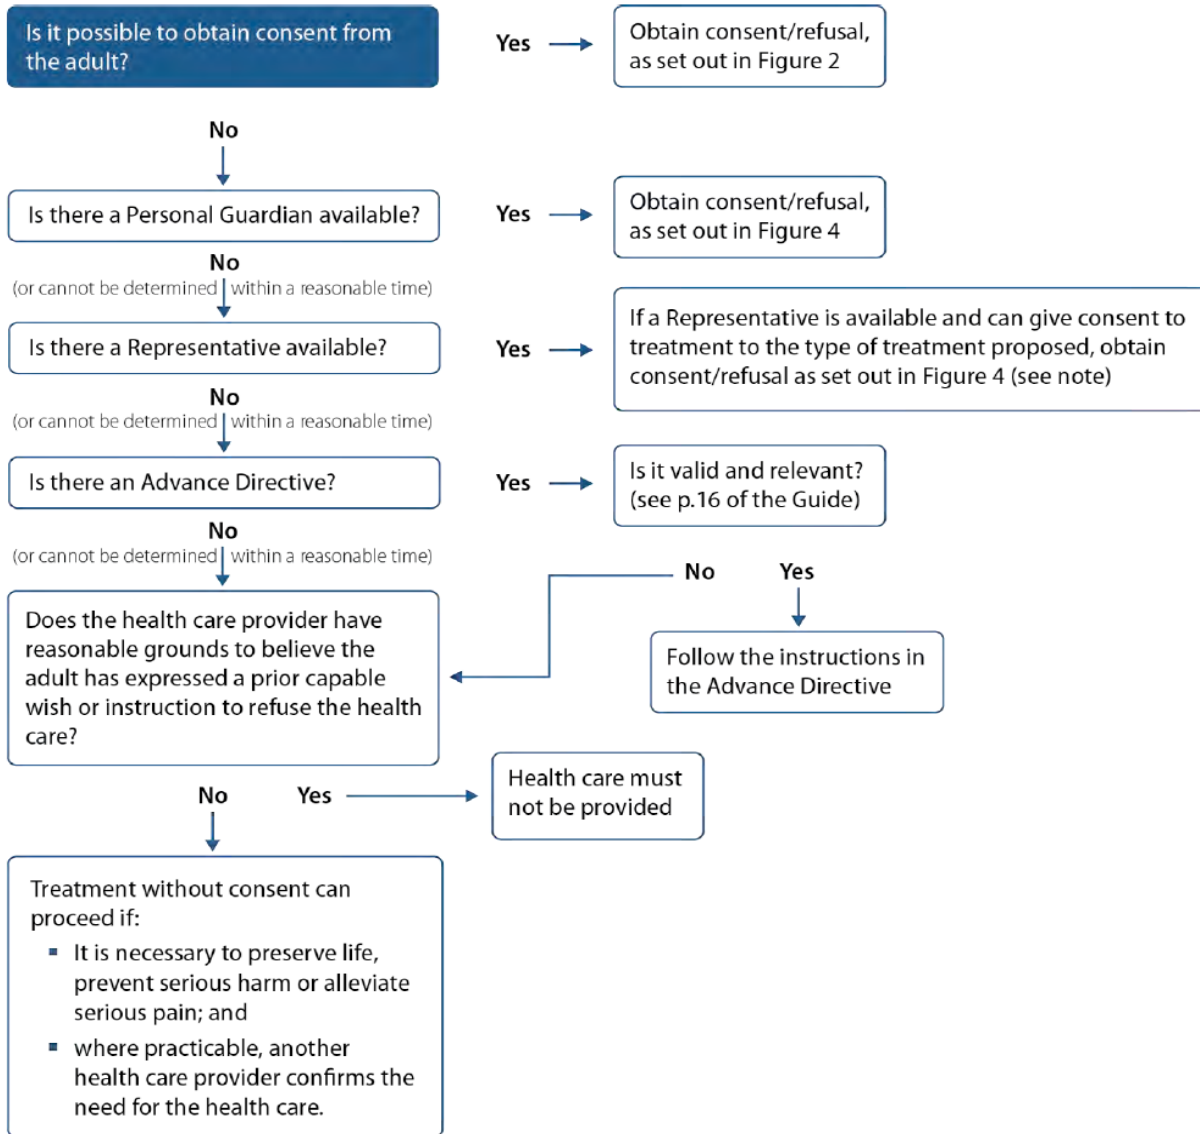 Is it possible to obtain consent from
the adult?
Yes
Obtain consent/refusal,
as set out in Figure 2
No
Is there a Personal Guardian available?
Yes
Obtain consent/refusal,
as set out in Figure 4
No
(or cannot be determined within a reasonable time)
Is there a Representative available?
Yes
If a Representative is available and can give consent to
treatment to the type of treatment proposed, obtain
consent/refusal as set out in Figure 4 (see note)
No
(or cannot be determined within a reasonable time)
Is there an Advance Directive?
Yes
Is it valid and relevant?
(see p.16 of the Guide)
No
(or cannot be determined within a reasonable time)
No Yes
Follow the instructions in
the Advance Directive
Does the health care provider have
reasonable grounds to believe the
adult has expressed a prior capable
wish or instruction to refuse the health
care?
No Yes
Health care must
not be provided
Treatment without consent can
proceed if:
▪ It is necessary to preserve life,
prevent serious harm or alleviate
serious pain; and
▪ where practicable, another
health care provider confirms the
need for the health care.